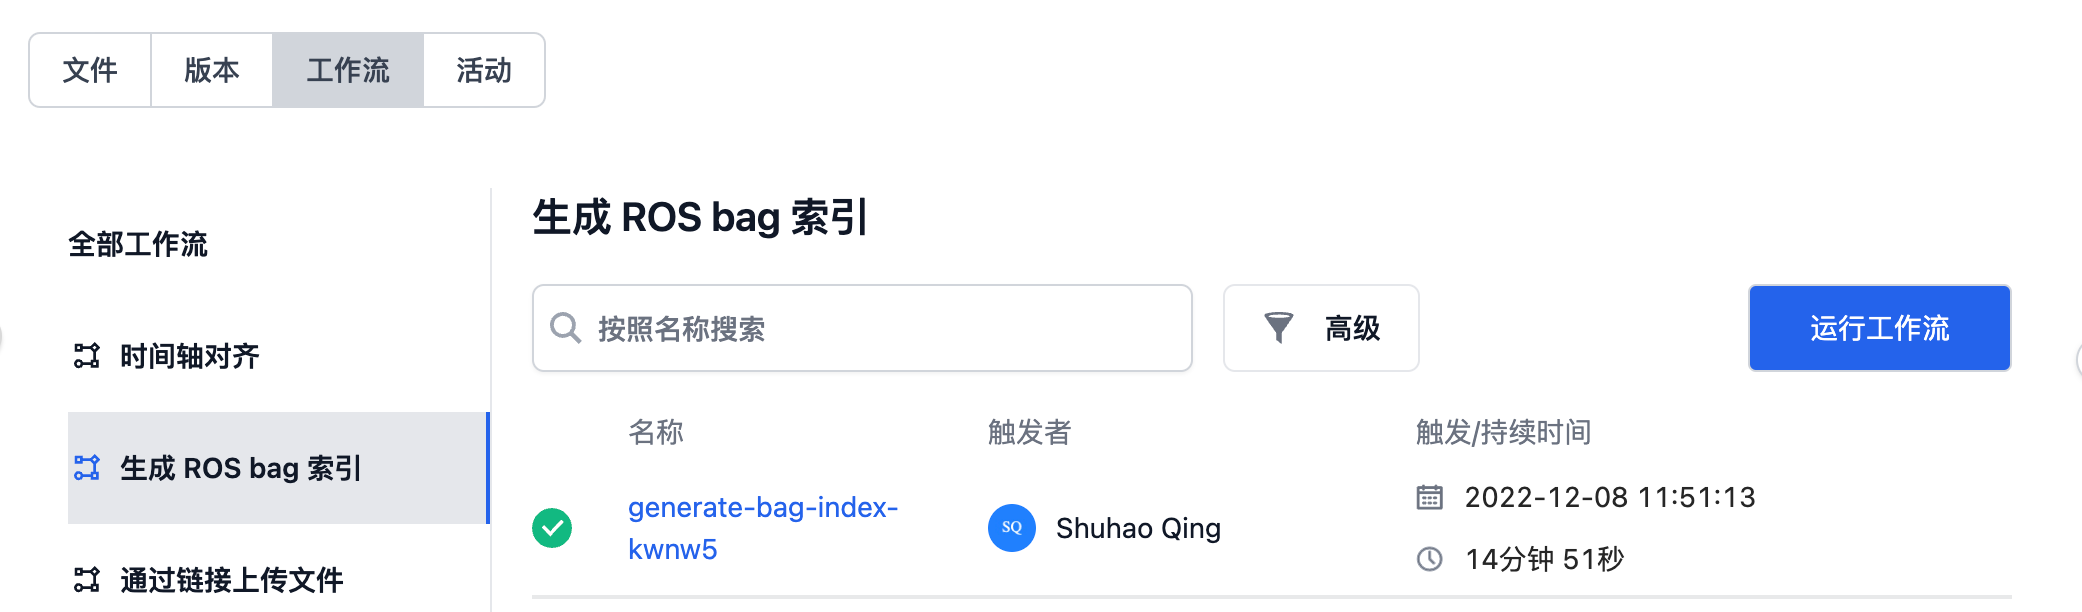 文件 版本 工作流 活动
全部工作流
时间轴对齐
生成 ROS bag 索引
通过链接上传文件
生成 ROS bag 索引
按照名称搜索 高级 运行工作流
名称 触发者 触发/持续时间
generate-bag-index-
kwnw5
SQ Shuhao Qing
2022-12-08 11:51:13
14分钟 51秒